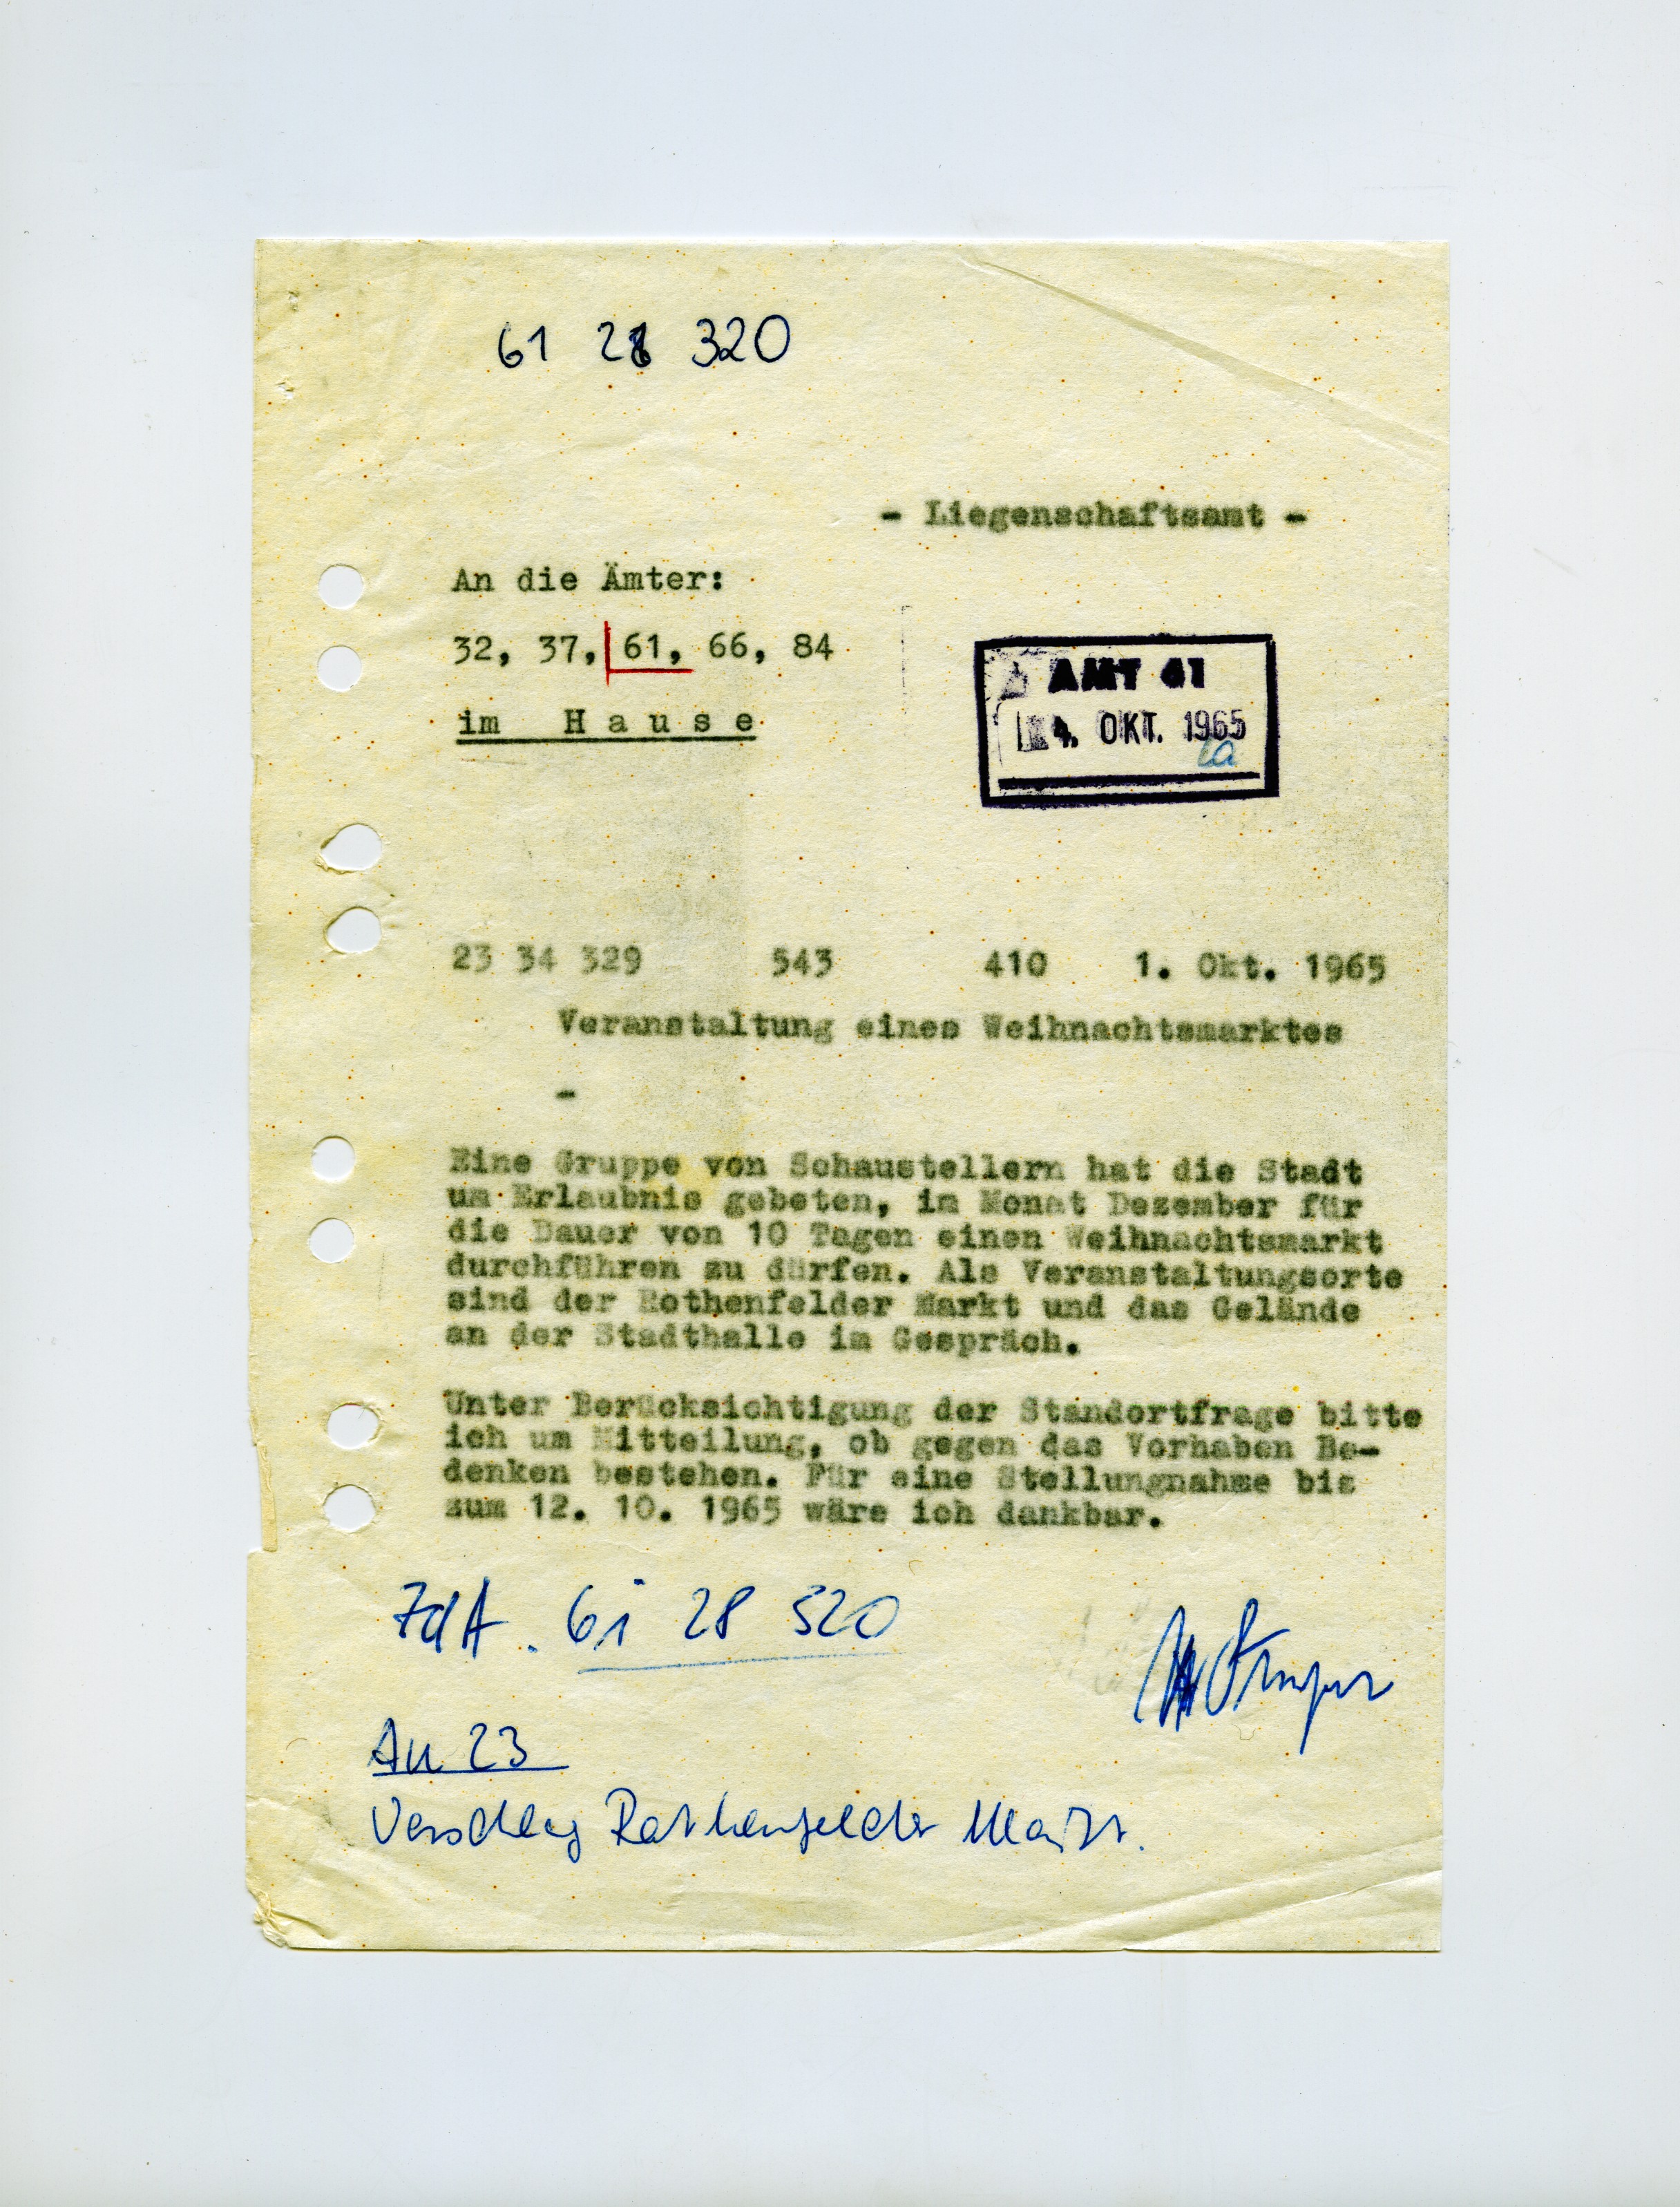 61 28 320
- Liegenschaftsamt -
An die Ämter:
32, 37, 61, 66, 84
im Hause
AMT 61
4. OKT. 1965
23 34 329 543 410 1. Okt. 1965
Veranstaltung eines Weihnachtsmarktes
-
Eine Gruppe von Schaustellern hat die Stadt
um Erlaubnis gebeten, im Monat Dezember für
die Dauer von 10 Tagen einen Weihnachtsmarkt
durchführen zu dürfen. Als Veranstaltungsorte
sind der Rothenfelder Markt und das Gelände
an der Stadthalle im Gespräch.
Unter Berücksichtigung der Standortfrage bitte
ich um Mitteilung, ob gegen das Vorhaben Be-
denken bestehen. Für eine Stellungnahme bis
zum 12. 10. 1965 wäre ich dankbar.
ZdA. 61 28 320
An 23
Vorschlag Rothenfelder Markt.